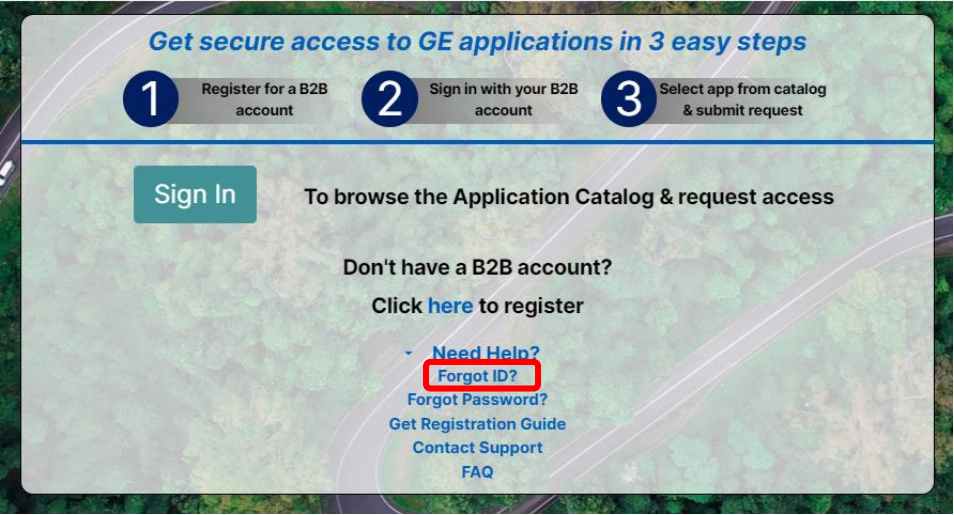 Get secure access to GE applications in 3 easy steps
1 Register for a B2B account
2 Sign in with your B2B account
3 Select app from catalog & submit request
Sign In To browse the Application Catalog & request access
Don't have a B2B account?
Click here to register
Need Help?
Forgot ID?
Forgot Password?
Get Registration Guide
Contact Support
FAQ